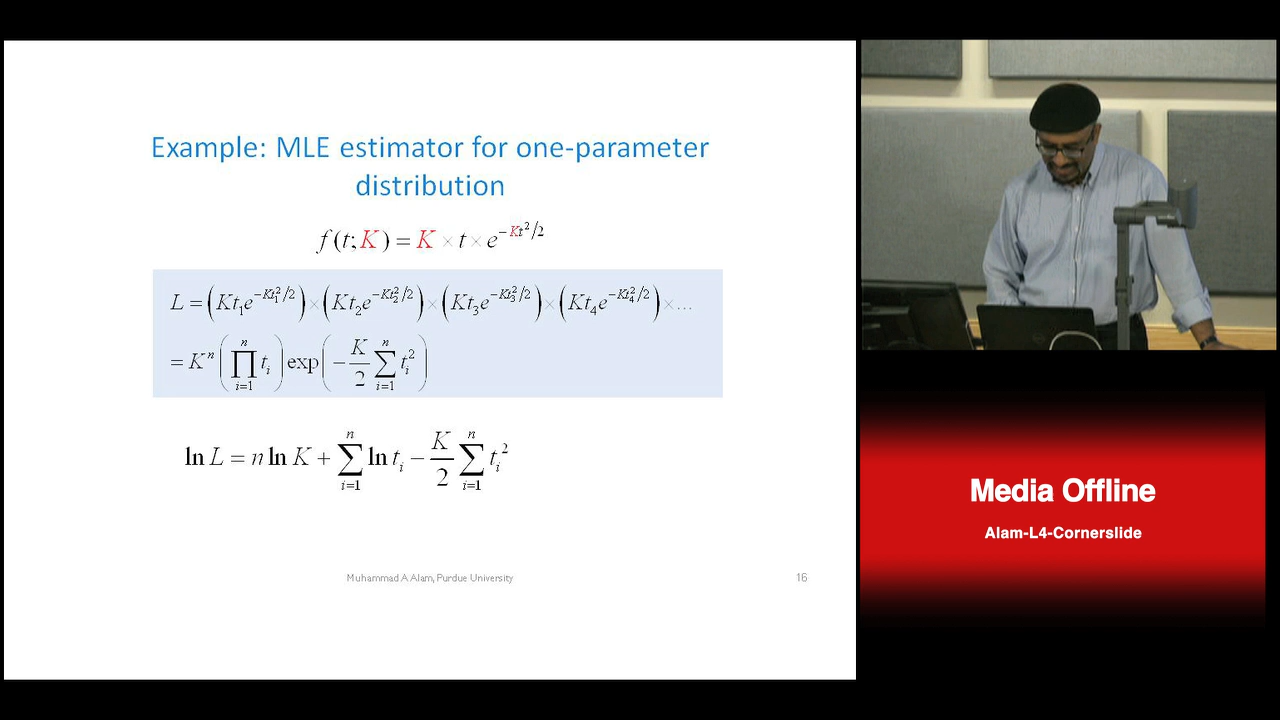 Example: MLE estimator for one-parameter
distribution
f(t;K) = K × t × e^{-Kt²/2}
L = (Kt₁e^{-Kt₁²/2}) × (Kt₂e^{-Kt₂²/2}) × (Kt₃e^{-Kt₃²/2}) × (Kt₄e^{-Kt₄²/2}) × ...
= Kⁿ (∏_{i=1}^{n} t_i) exp(-K/2 ∑_{i=1}^{n} t_i²)
ln L = n ln K + ∑_{i=1}^{n} ln t_i - K/2 ∑_{i=1}^{n} t_i²
Muhammad A Alam, Purdue University
16
Media Offline
Alam-L4-Cornerslide